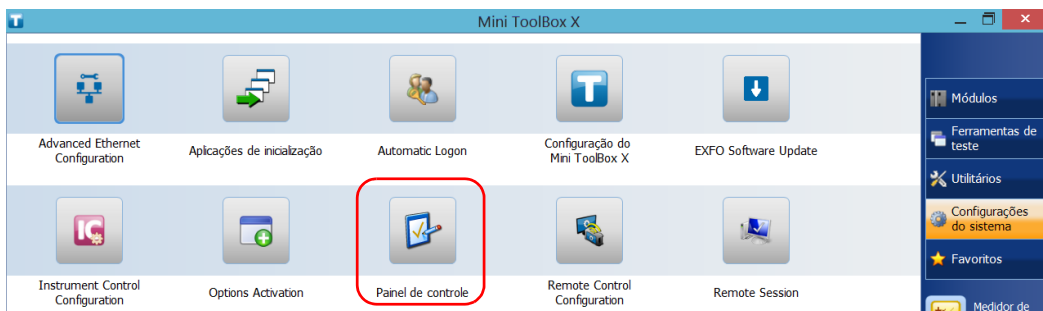 Mini ToolBox X
Advanced Ethernet
Configuration
Aplicações de inicialização
Automatic Logon
Configuração do
Mini ToolBox X
EXFO Software Update
Instrument Control
Configuration
Options Activation
Painel de controle
Remote Control
Configuration
Remote Session
Módulos
Ferramentas de
teste
Utilitários
Configurações
do sistema
Favoritos
Medidor de